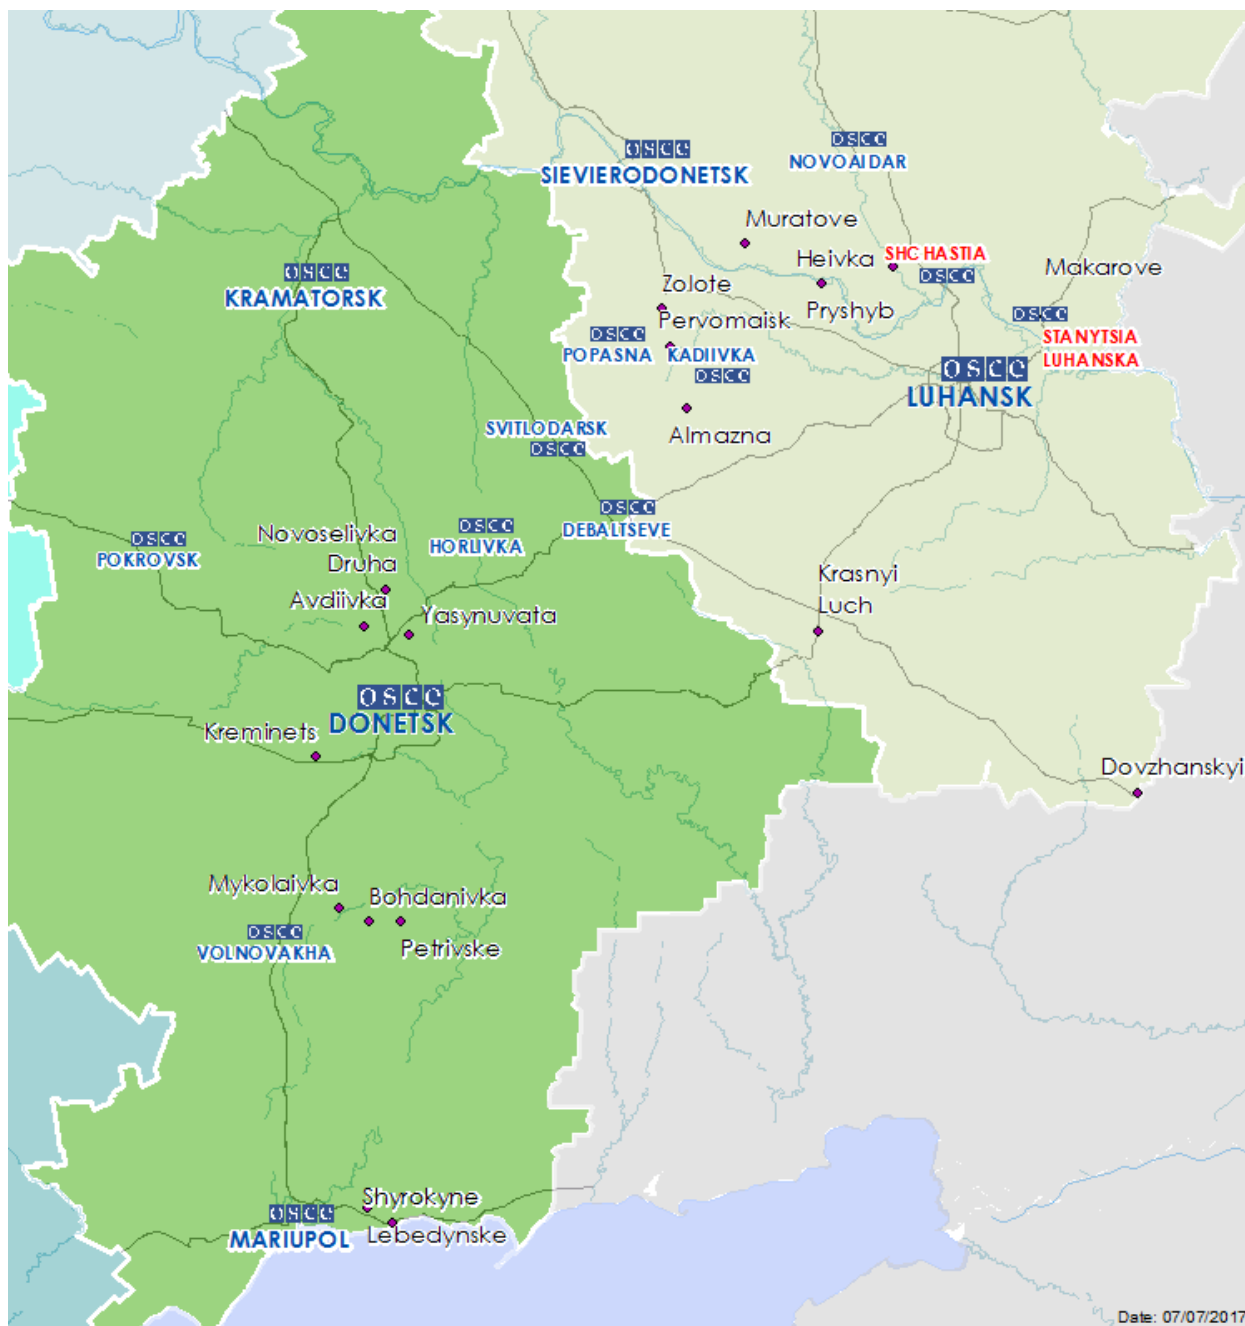 OSCE
SIEVIERODONETSK
OSCE
NOVOAIDAR
Muratove
Heivka
SHCHASTIA
OSCE
Makarove
OSCE
KRAMATORSK
Zolote
Pryshyb
OSCE
STANYTSIA
LUHANSKA
Pervomaisk
OSCE
POPASNA
KADIIVKA
OSCE
OSCE
LUHANSK
Almazna
SVITLODARSK
OSCE
OSCE
DEBALTSEVE
OSCE
HORLIVKA
OSCE
POKROVSK
Novoselivka
Druha
Avdiivka
Yasynuvata
Krasnyi
Luch
OSCE
DONETSK
Kreminets
Dovzhanskyi
Mykolaivka
Bohdanivka
Petrivske
OSCE
VOLNOVAKHA
Shyrokyne
OSCE
MARIUPOL
Lebedynske
Date: 07/07/2017